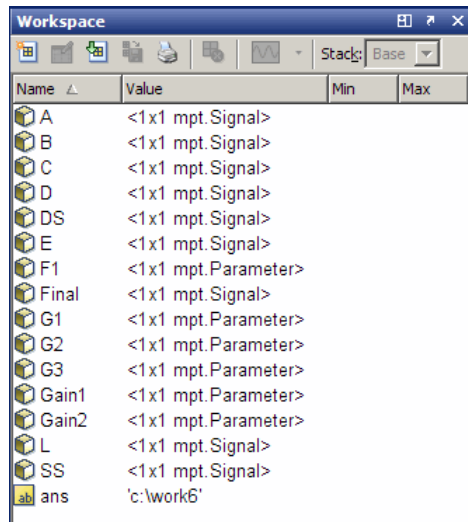 Workspace
Stack: Base
Name Value Min Max
A <1x1 mpt.Signal>
B <1x1 mpt.Signal>
C <1x1 mpt.Signal>
D <1x1 mpt.Signal>
DS <1x1 mpt.Signal>
E <1x1 mpt.Signal>
F1 <1x1 mpt.Parameter>
Final <1x1 mpt.Signal>
G1 <1x1 mpt.Parameter>
G2 <1x1 mpt.Parameter>
G3 <1x1 mpt.Parameter>
Gain1 <1x1 mpt.Parameter>
Gain2 <1x1 mpt.Parameter>
L <1x1 mpt.Signal>
SS <1x1 mpt.Signal>
ab ans 'c:\work6'